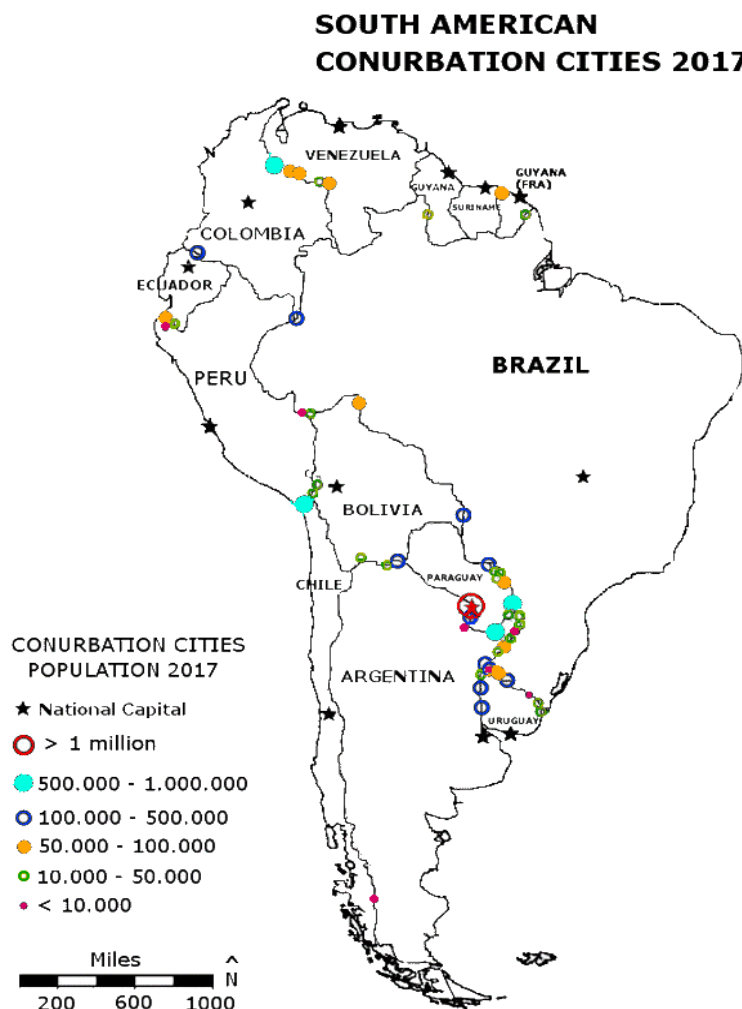 SOUTH AMERICAN
CONURBATION CITIES 2017
VENEZUELA
GUYANA
SURINAME
GUYANA
(FRA)
COLOMBIA
ECUADOR
PERU
BRAZIL
BOLIVIA
PARAGUAY
CHILE
ARGENTINA
URUGUAY
CONURBATION CITIES
POPULATION 2017
National Capital
> 1 million
500.000 - 1.000.000
100.000 - 500.000
50.000 - 100.000
10.000 - 50.000
< 10.000
Miles
N
200 600 1000